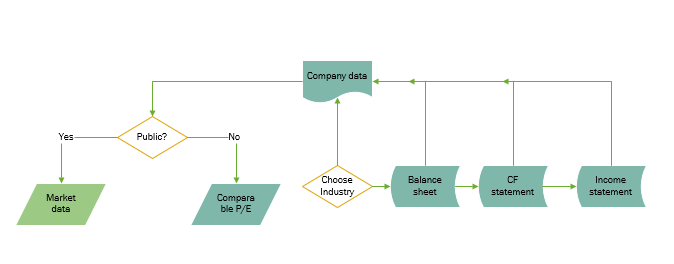 Company data
Yes
Public?
No
Market
data
Compara
ble P/E
Choose
Industry
Balance
sheet
CF
statement
Income
statement